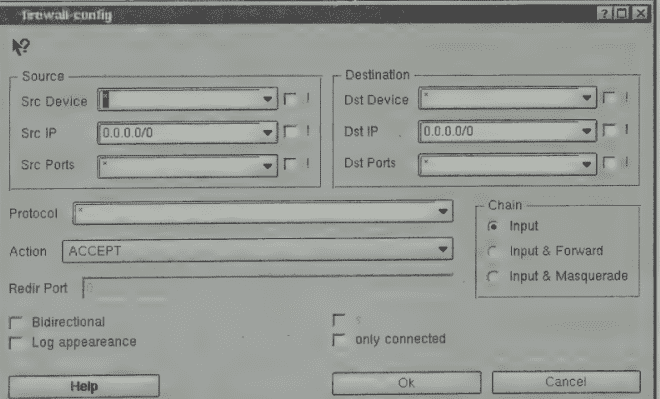 firewall-config
Source
Src Device * !
Src IP 0.0.0.0/0 !
Src Ports * !
Destination
Dst Device * !
Dst IP 0.0.0.0/0 !
Dst Ports * !
Protocol *
Action ACCEPT
Redir Port 0
Chain
Input
Input & Forward
Input & Masquerade
Bidirectional
Log appeareance
only connected
Help
Ok
Cancel